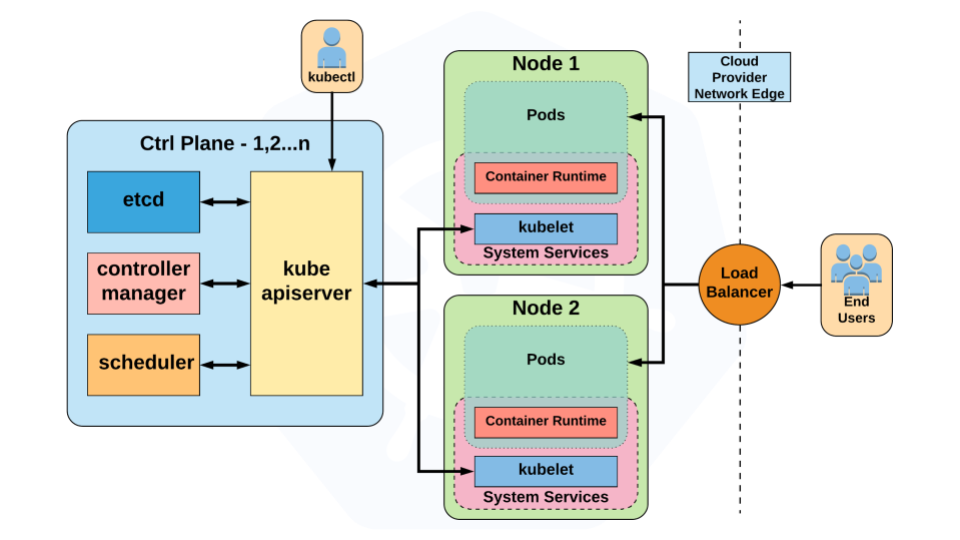 kubectl
Ctrl Plane - 1,2...n
etcd
controller
manager
scheduler
kube
apiserver
Node 1
Pods
Container Runtime
kubelet
System Services
Node 2
Pods
Container Runtime
kubelet
System Services
Cloud
Provider
Network Edge
Load
Balancer
End
Users